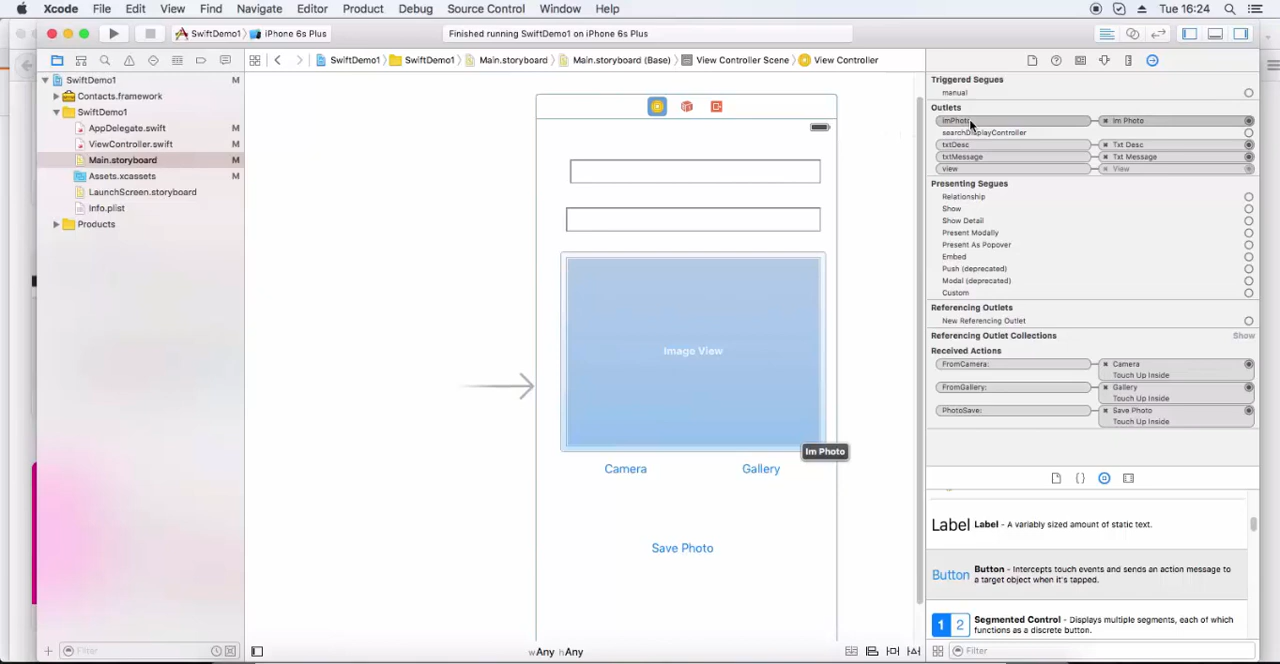 Xcode File Edit View Find Navigate Editor Product Debug Source Control Window Help Tue 16:24
SwiftDemo1 iPhone 6s Plus Finished running SwiftDemo1 on iPhone 6s Plus
SwiftDemo1 SwiftDemo1 Main.storyboard Main.storyboard (Base) View Controller Scene View Controller
SwiftDemo1 M
Contacts.framework
SwiftDemo1
AppDelegate.swift M
ViewController.swift M
Main.storyboard M
Assets.xcassets M
LaunchScreen.storyboard
Info.plist
Products
Image View
Im Photo
Camera Gallery
Save Photo
wAny hAny
Filter
Triggered Segues
manual
Outlets
imPhoto Im Photo
searchDisplayController
txtDesc Txt Desc
txtMessage Txt Message
view View
Presenting Segues
Relationship
Show
Show Detail
Present Modally
Present As Popover
Embed
Push (deprecated)
Modal (deprecated)
Custom
Referencing Outlets
New Referencing Outlet
Referencing Outlet Collections Show
Received Actions
FromCamera: Camera
Touch Up Inside
FromGallery: Gallery
Touch Up Inside
PhotoSave: Save Photo
Touch Up Inside
Label Label - A variably sized amount of static text.
Button Button - Intercepts touch events and sends an action message to a target object when it's tapped.
1 2 Segmented Control - Displays multiple segments, each of which functions as a discrete button.
Filter